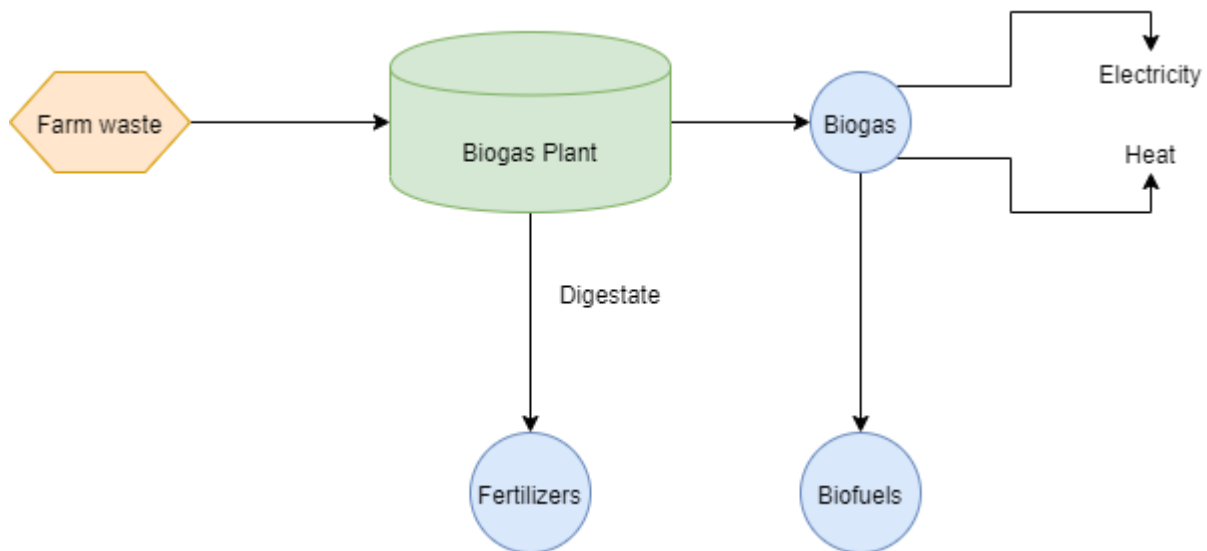 Farm waste
Biogas Plant
Biogas
Electricity
Heat
Digestate
Fertilizers
Biofuels